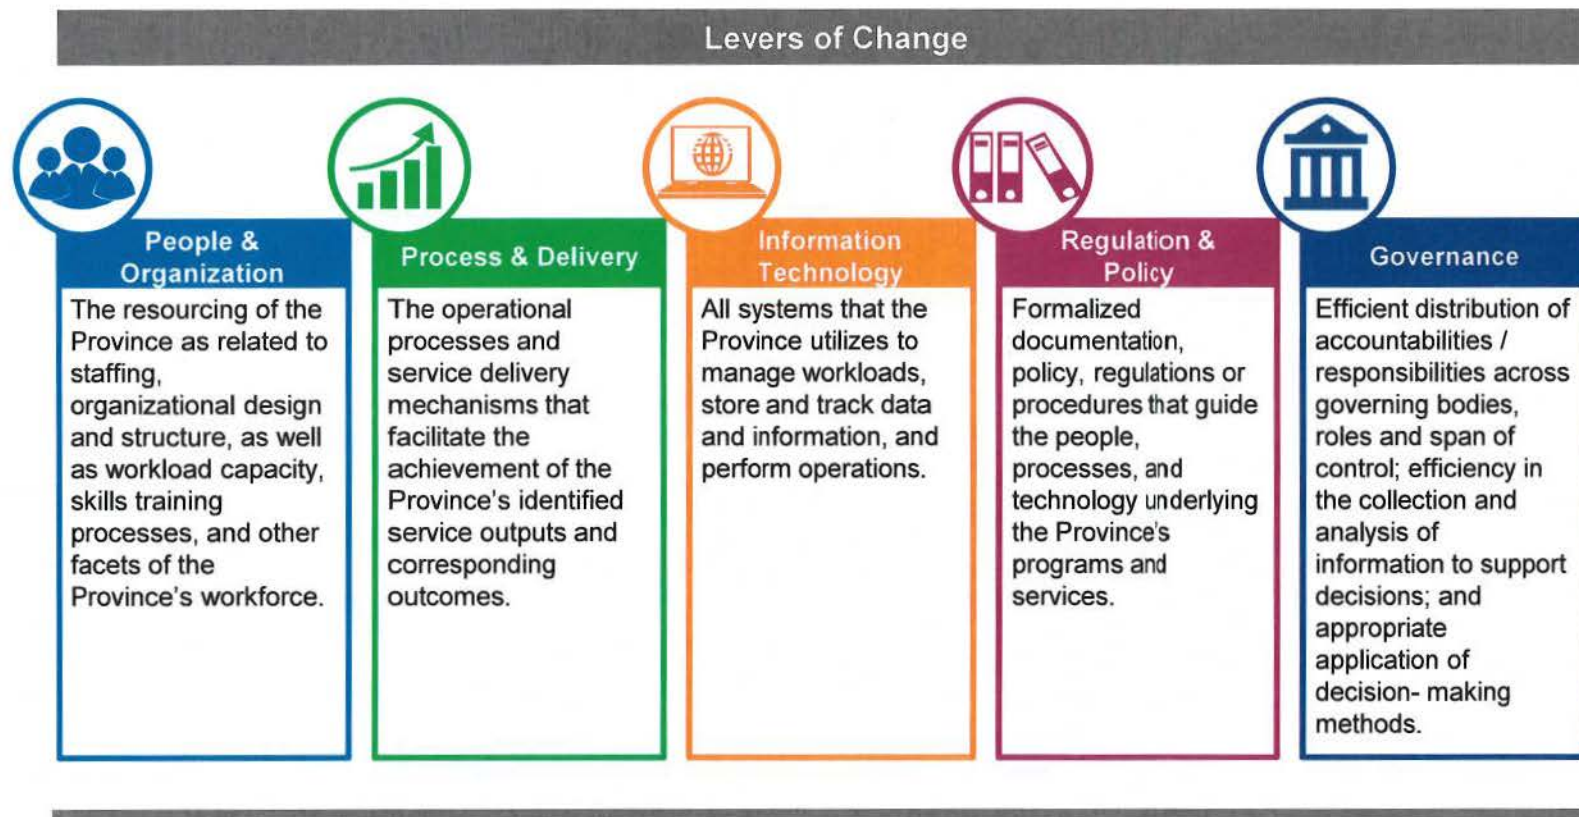 Levers of Change
People &
Organization
The resourcing of the
Province as related to
staffing,
organizational design
and structure, as well
as workload capacity,
skills training
processes, and other
facets of the
Province's workforce.
Process & Delivery
The operational
processes and
service delivery
mechanisms that
facilitate the
achievement of the
Province's identified
service outputs and
corresponding
outcomes.
Information
Technology
All systems that the
Province utilizes to
manage workloads,
store and track data
and information, and
perform operations.
Regulation &
Policy
Formalized
documentation,
policy, regulations or
procedures that guide
the people,
processes, and
technology underlying
the Province's
programs and
services.
Governance
Efficient distribution of
accountabilities /
responsibilities across
governing bodies,
roles and span of
control; efficiency in
the collection and
analysis of
information to support
decisions; and
appropriate
application of
decision- making
methods.